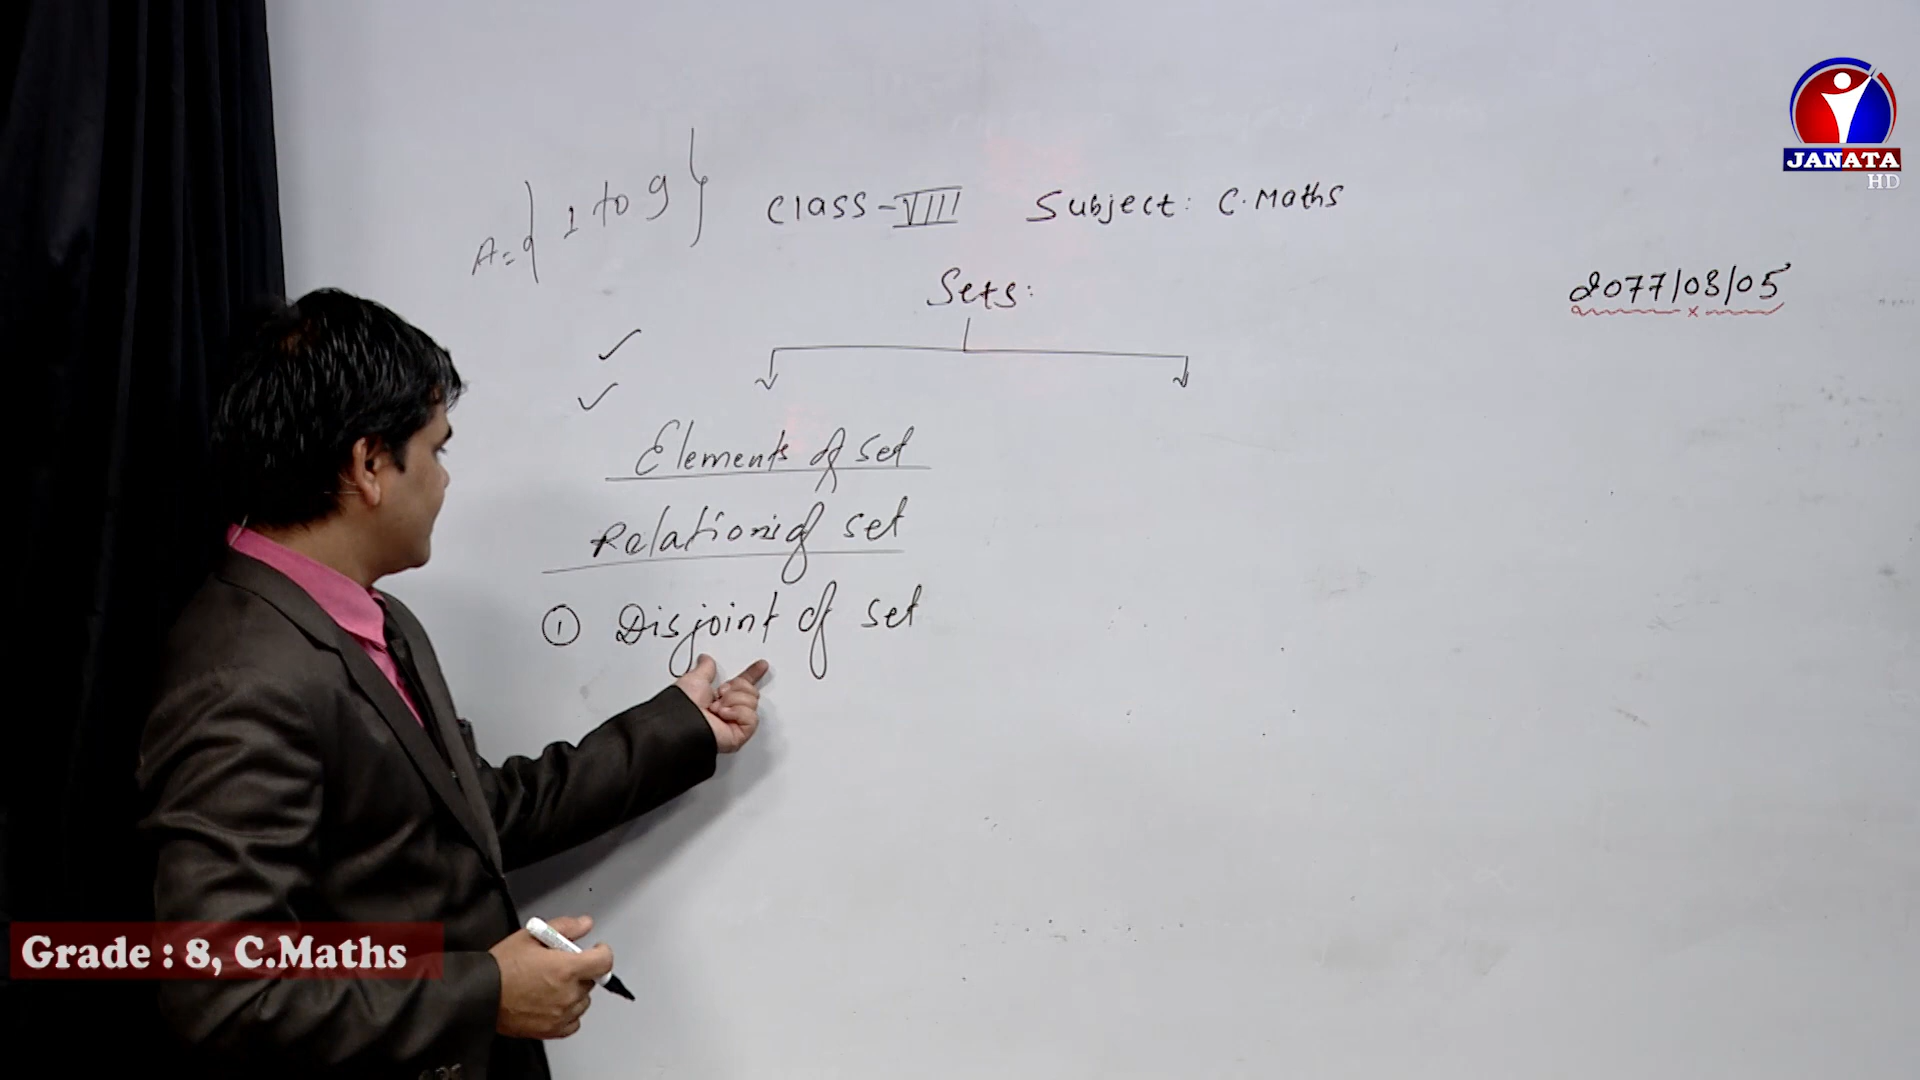 JANATA
HD
A={1 to 9}
Class-VIII Subject: C.Maths
Sets:
2077/08/05
Elements of set
Relation's of set
① Disjoint of set
Grade : 8, C.Maths